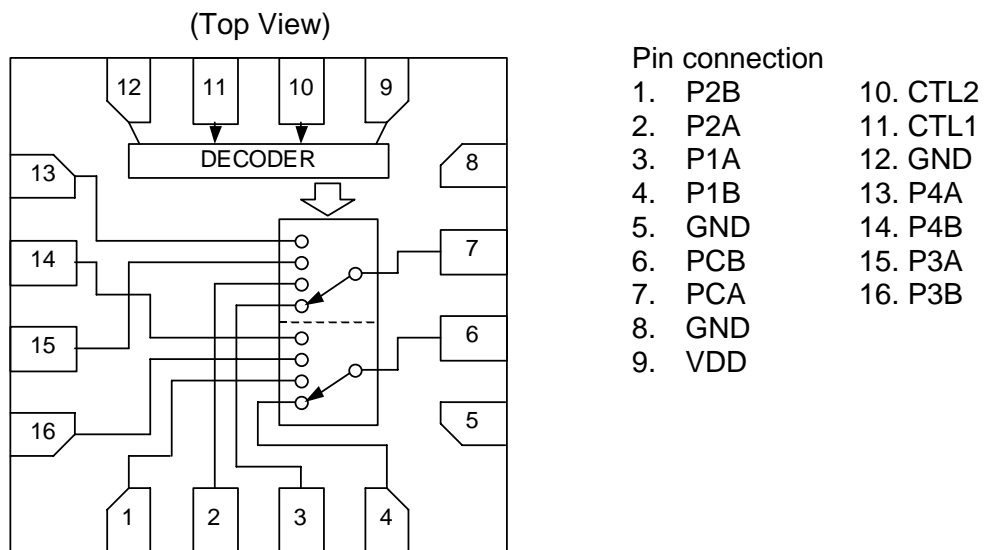 (Top View)
12 11 10 9
DECODER
13
8
14
7
15
6
16
5
1 2 3 4
Pin connection
1. P2B 10. CTL2
2. P2A 11. CTL1
3. P1A 12. GND
4. P1B 13. P4A
5. GND 14. P4B
6. PCB 15. P3A
7. PCA 16. P3B
8. GND
9. VDD